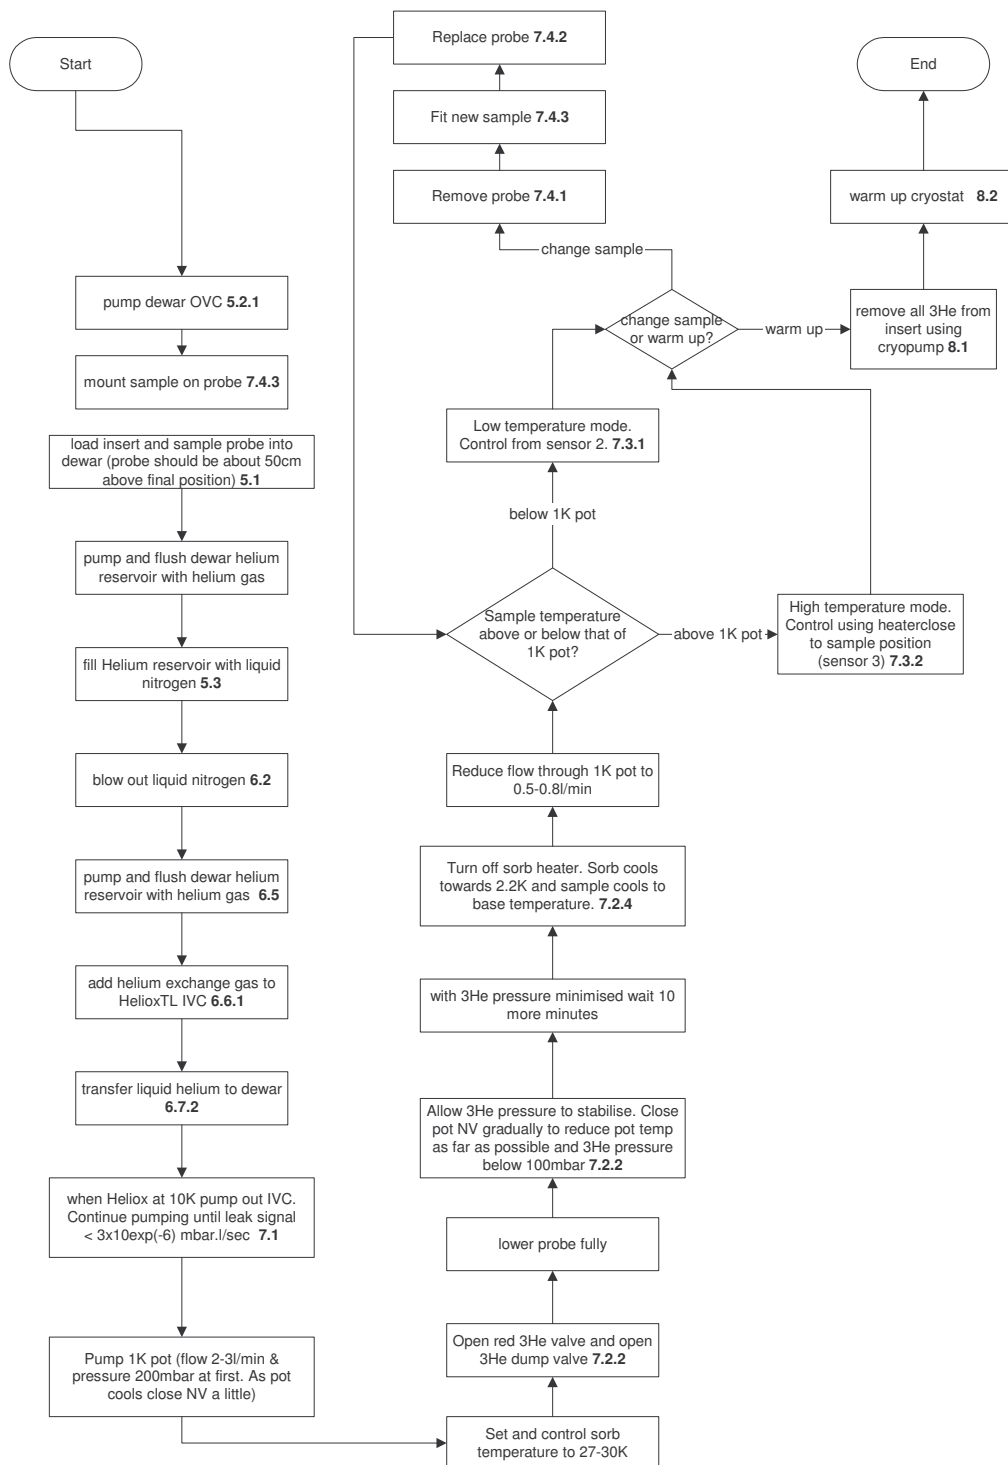 Start
pump dewar OVC 5.2.1
mount sample on probe 7.4.3
load insert and sample probe into
dewar (probe should be about 50cm
above final position) 5.1
pump and flush dewar helium
reservoir with helium gas
fill Helium reservoir with liquid
nitrogen 5.3
blow out liquid nitrogen 6.2
pump and flush dewar helium
reservoir with helium gas 6.5
add helium exchange gas to
HelioxTL IVC 6.6.1
transfer liquid helium to dewar
6.7.2
when Heliox at 10K pump out IVC.
Continue pumping until leak signal
< 3x10exp(-6) mbar.l/sec 7.1
Pump 1K pot (flow 2-3l/min &
pressure 200mbar at first. As pot
cools close NV a little)
Set and control sorb
temperature to 27-30K
Open red 3He valve and open
3He dump valve 7.2.2
lower probe fully
Allow 3He pressure to stabilise. Close
pot NV gradually to reduce pot temp
as far as possible and 3He pressure
below 100mbar 7.2.2
with 3He pressure minimised wait 10
more minutes
Turn off sorb heater. Sorb cools
towards 2.2K and sample cools to
base temperature. 7.2.4
Reduce flow through 1K pot to
0.5-0.8l/min
Sample temperature
above or below that of
1K pot?
above 1K pot
High temperature mode.
Control using heaterclose
to sample position
(sensor 3) 7.3.2
below 1K pot
Low temperature mode.
Control from sensor 2. 7.3.1
change sample
or warm up?
change sample
Remove probe 7.4.1
Fit new sample 7.4.3
Replace probe 7.4.2
warm up
remove all 3He from
insert using
cryopump 8.1
warm up cryostat 8.2
End